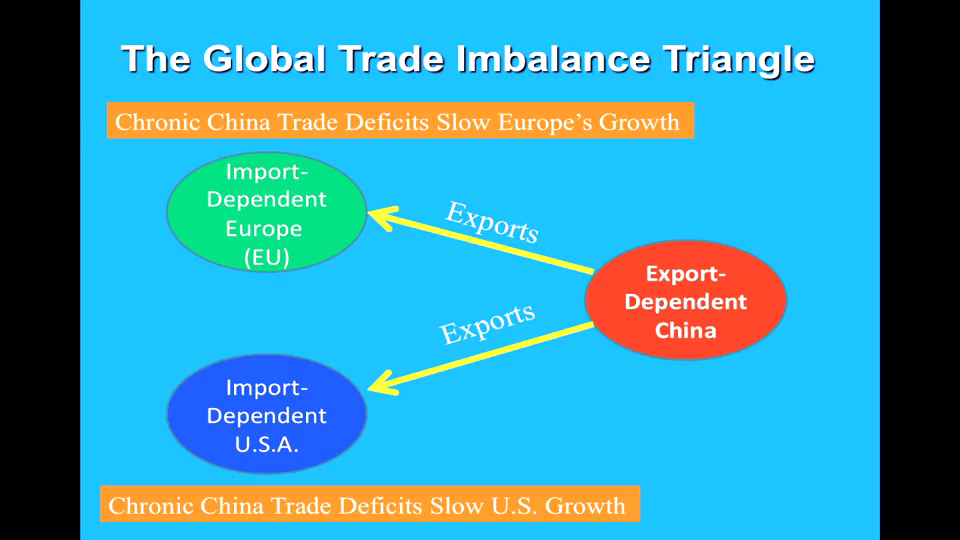 The Global Trade Imbalance Triangle
Chronic China Trade Deficits Slow Europe’s Growth
Import-
Dependent
Europe
(EU)
Exports
Export-
Dependent
China
Exports
Import-
Dependent
U.S.A.
Chronic China Trade Deficits Slow U.S. Growth